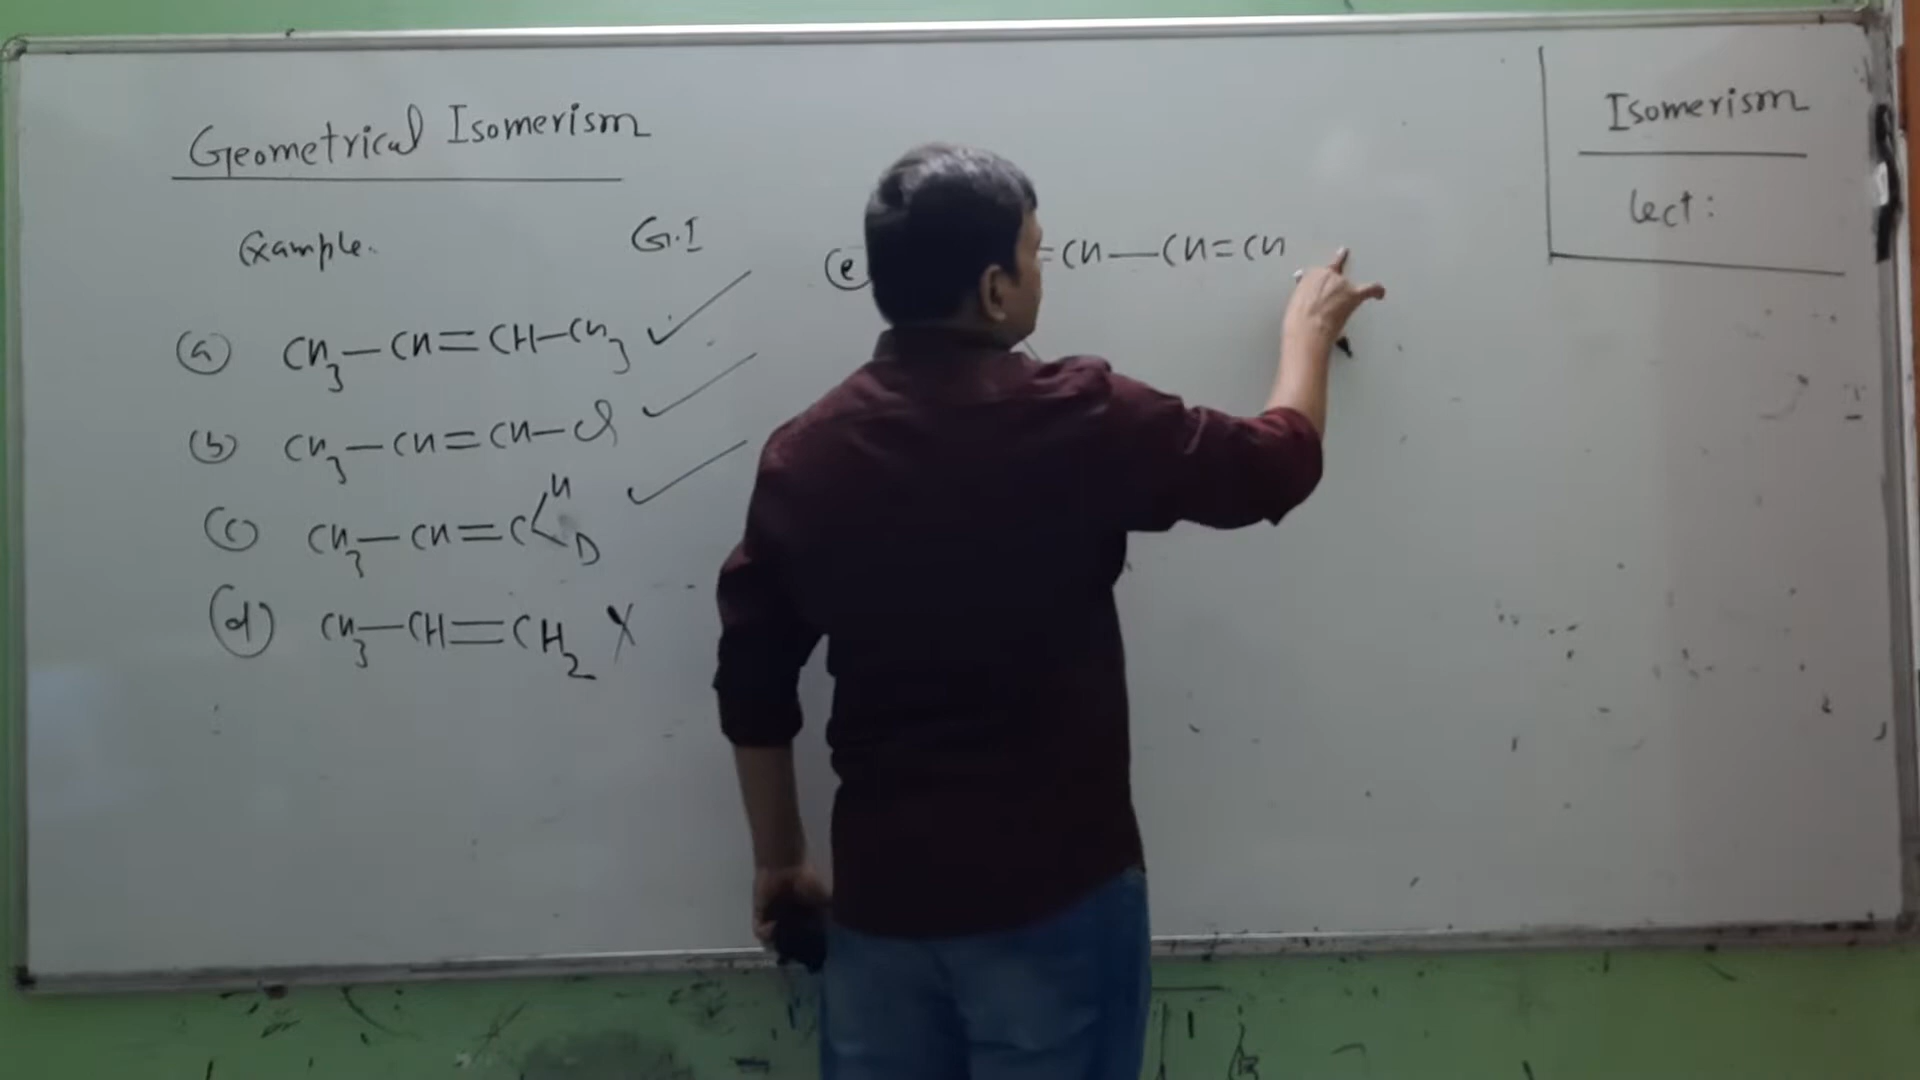 Geometrical Isomerism
Example. G.I
(a) CH3—CH=CH—CH3 ✓
(b) CH3—CH=CH—Cl ✓
(c) CH3—CH=C<H D ✓
(d) CH3—CH=CH2 X
(e) =CH—CH=CH
Isomerism
Lect: